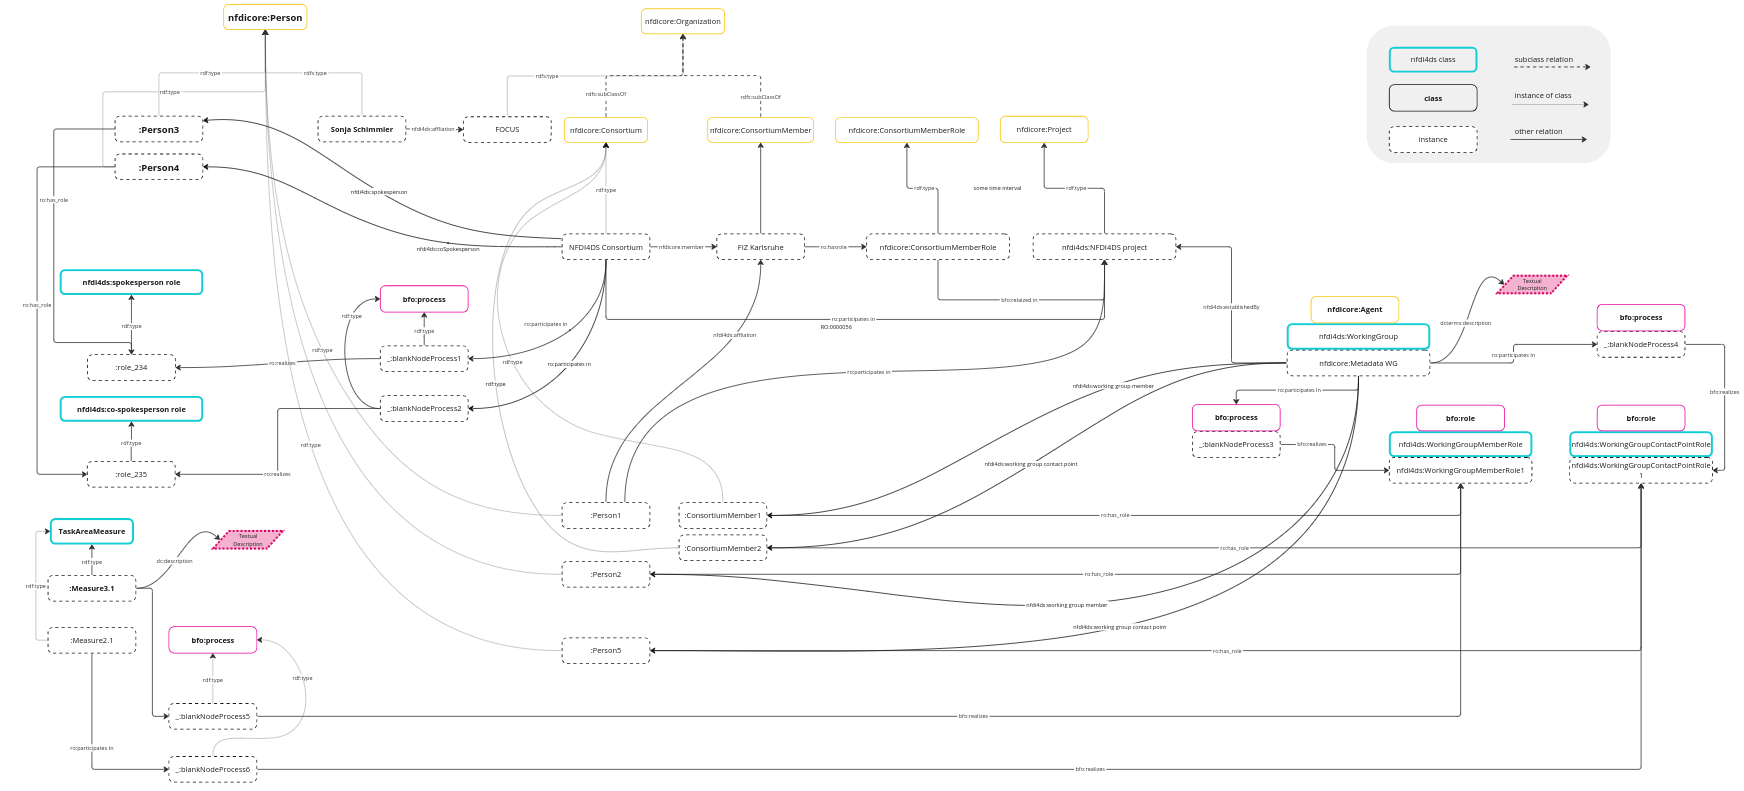 nfdicore:Person
nfdicore:Organization
nfdi4ds class
subclass relation
class
instance of class
instance
other relation
rdf:type
rdfs:type
rdf:type
rdfs:type
rdfs:subClassOf
rdfs:subClassOf
:Person3
Sonja Schimmler
nfdi4ds:affliation
FOCUS
nfdicore:Consortium
nfdicore:ConsortiumMember
nfdicore:ConsortiumMemberRole
nfdicore:Project
:Person4
ro:has_role
nfdi4ds:spokesperson
rdf:type
rdf:type
some time interval
rdf:type
nfdi4ds:coSpokesperson
NFDI4DS Consortium
nfdicore:member
FIZ Karlsruhe
ro:hasrole
nfdicore:ConsortiumMemberRole
nfdi4ds:NFDI4DS project
nfdi4ds:spokesperson role
ro:has_role
rdf:type
bfo:process
rdf:type
rdf:type
ro:participates in
bfo:relaized in
ro:participates in
RO:0000056
nfdi4ds:establishedBy
nfdicore:Agent
nfdi4ds:WorkingGroup
nfdicore:Metadata WG
dcterms:description
Textual
Description
bfo:process
_:blankNodeProcess4
ro:participates In
bfo:realizes
:role_234
ro:realizes
_:blankNodeProcess1
rdf:type
nfdi4ds:affliation
ro:participates in
rdf:type
rdf:type
ro:participates in
nfdi4ds:working group member
ro:participates In
nfdi4ds:co-spokesperson role
_:blankNodeProcess2
bfo:process
_:blankNodeProcess3
bfo:realizes
bfo:role
nfdi4ds:WorkingGroupMemberRole
nfdi4ds:WorkingGroupMemberRole1
bfo:role
nfdi4ds:WorkingGroupContactPointRole
nfdi4ds:WorkingGroupContactPointRole
1
rdf:type
rdf:type
:role_235
ro:realizes
nfdi4ds:working group contact point
:Person1
:ConsortiumMember1
ro:has_role
:ConsortiumMember2
ro:has_role
:Person2
ro:has_role
nfdi4ds:working group member
nfdi4ds:working group contact point
:Person5
ro:has_role
TaskAreaMeasure
Textual
Description
rdf:type
dc:description
rdf:type
:Measure3.1
:Measure2.1
bfo:process
rdf:type
rdf:type
_:blankNodeProcess5
bfo:realizes
ro:participates In
_:blankNodeProcess6
bfo:realizes